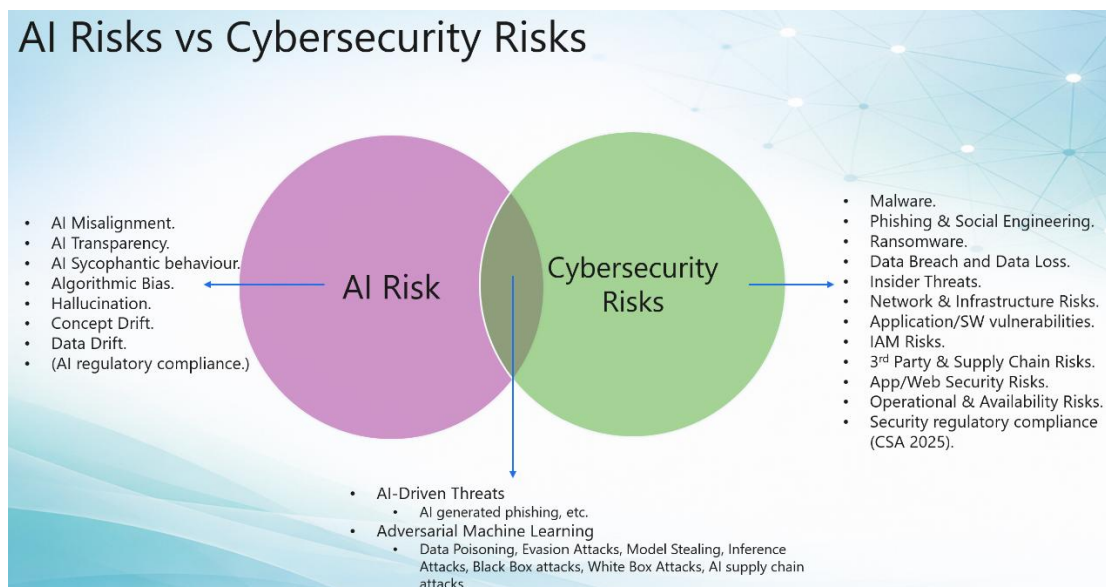 AI Risks vs Cybersecurity Risks
• AI Misalignment.
• AI Transparency.
• AI Sycophantic behaviour.
• Algorithmic Bias.
• Hallucination.
• Concept Drift.
• Data Drift.
• (AI regulatory compliance.)
AI Risk
Cybersecurity
Risks
• Malware.
• Phishing & Social Engineering.
• Ransomware.
• Data Breach and Data Loss.
• Insider Threats.
• Network & Infrastructure Risks.
• Application/SW vulnerabilities.
• IAM Risks.
• 3rd Party & Supply Chain Risks.
• App/Web Security Risks.
• Operational & Availability Risks.
• Security regulatory compliance
(CSA 2025).
• AI-Driven Threats
• AI generated phishing, etc.
• Adversarial Machine Learning
• Data Poisoning, Evasion Attacks, Model Stealing, Inference
Attacks, Black Box attacks, White Box Attacks, AI supply chain
attacks